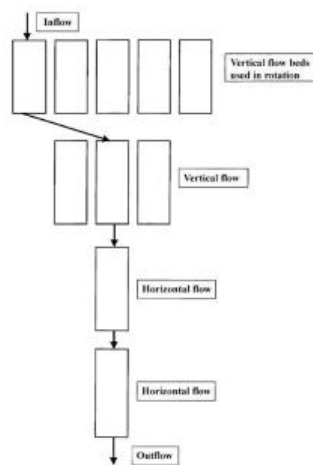 Inflow
Vertical flow beds
used in rotation
Vertical flow
Horizontal flow
Horizontal flow
Outflow